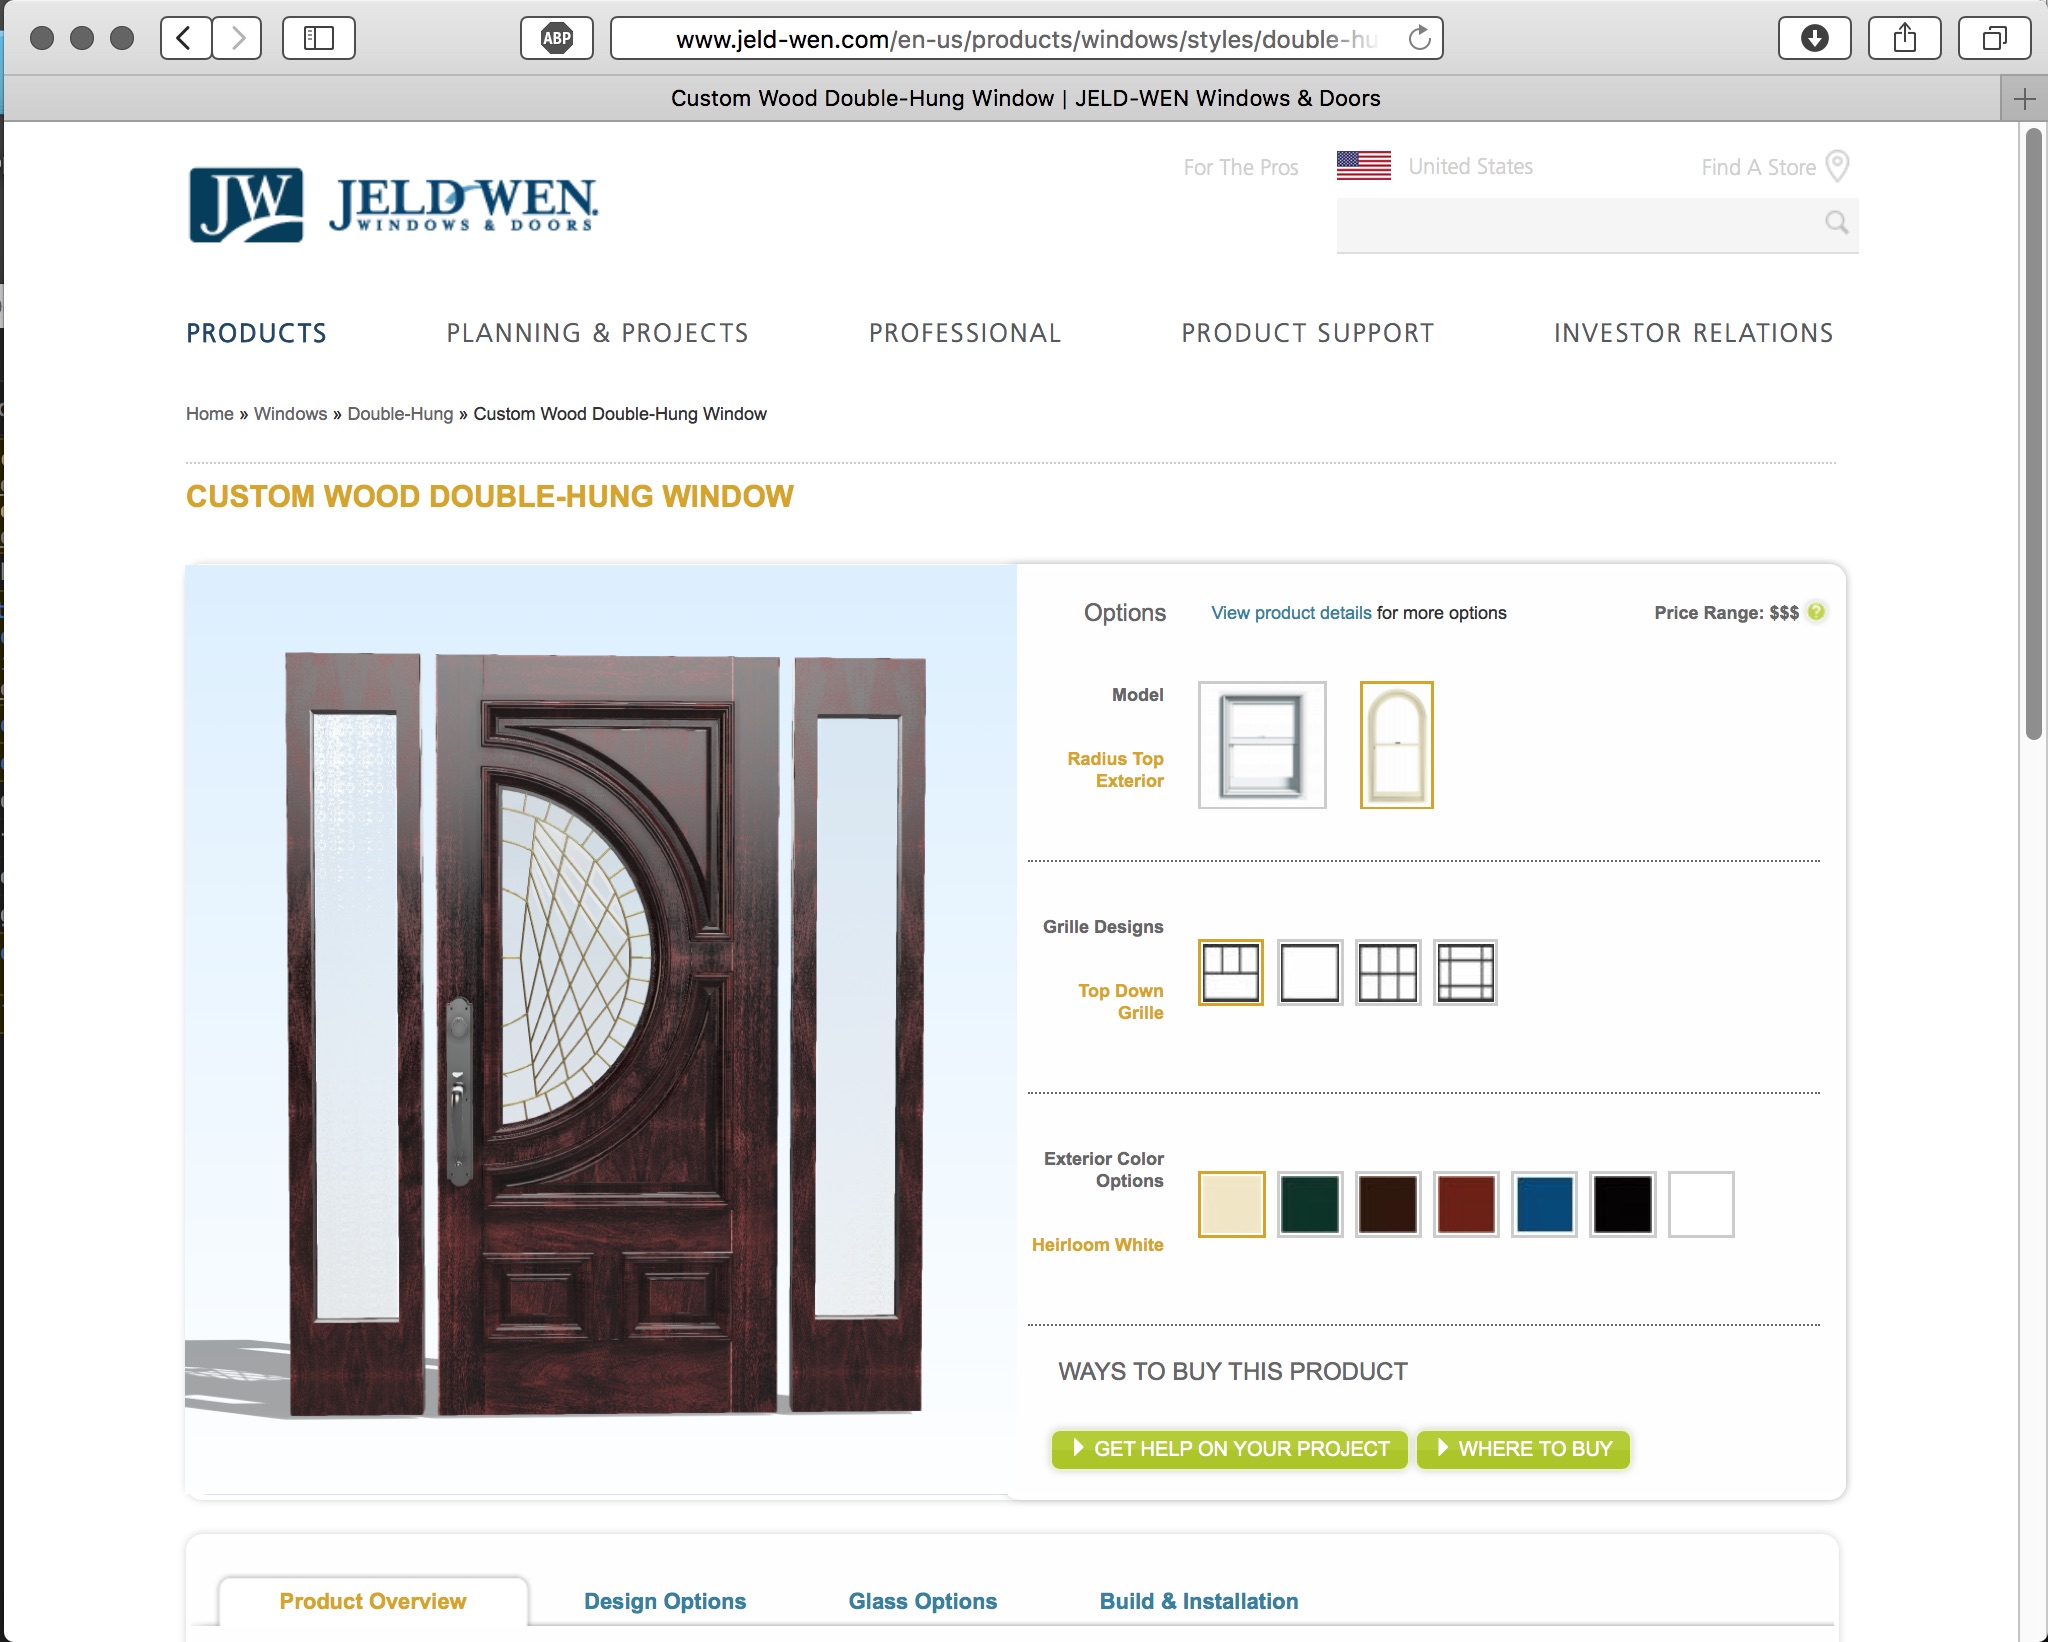 ABP
www.jeld-wen.com/en-us/products/windows/styles/double-hu
Custom Wood Double-Hung Window | JELD-WEN Windows & Doors
For The Pros
United States
Find A Store
JW JELD-WEN.
WINDOWS & DOORS
PRODUCTS
PLANNING & PROJECTS
PROFESSIONAL
PRODUCT SUPPORT
INVESTOR RELATIONS
Home » Windows » Double-Hung » Custom Wood Double-Hung Window
CUSTOM WOOD DOUBLE-HUNG WINDOW
Options
View product details for more options
Price Range: $$$ ?
Model
Radius Top
Exterior
Grille Designs
Top Down
Grille
Exterior Color
Options
Heirloom White
WAYS TO BUY THIS PRODUCT
GET HELP ON YOUR PROJECT
WHERE TO BUY
Product Overview
Design Options
Glass Options
Build & Installation